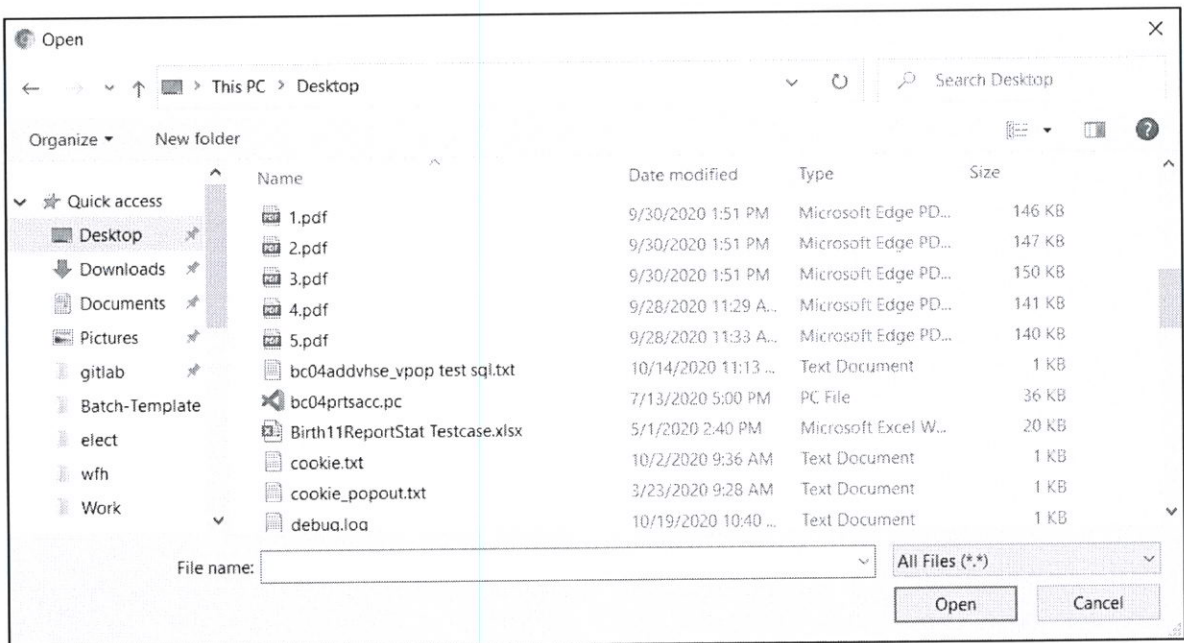 Open
This PC > Desktop
Search Desktop
Organize
New folder
Name Date modified Type Size
Quick access
Desktop
Downloads
Documents
Pictures
gitlab
Batch-Template
elect
wfh
Work
1.pdf 9/30/2020 1:51 PM Microsoft Edge PD... 146 KB
2.pdf 9/30/2020 1:51 PM Microsoft Edge PD... 147 KB
3.pdf 9/30/2020 1:51 PM Microsoft Edge PD... 150 KB
4.pdf 9/28/2020 11:29 A... Microsoft Edge PD... 141 KB
5.pdf 9/28/2020 11:33 A... Microsoft Edge PD... 140 KB
bc04addvhse_vpop test sql.txt 10/14/2020 11:13 ... Text Document 1 KB
bc04prtsacc.pc 7/13/2020 5:00 PM PC File 36 KB
Birth11ReportStat Testcase.xlsx 5/1/2020 2:40 PM Microsoft Excel W... 20 KB
cookie.txt 10/2/2020 9:36 AM Text Document 1 KB
cookie_popout.txt 3/23/2020 9:28 AM Text Document 1 KB
debug.log 10/19/2020 10:40 ... Text Document 1 KB
File name:
All Files (*.*)
Open
Cancel